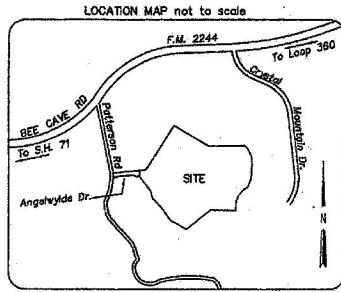 LOCATION MAP not to scale
F.M. 2244
To Loop 360
BEE CAVE RD
To S.H. 71
Patterson Rd
Crystal
Mountain Dr.
SITE
Angelwylde Dr.
N